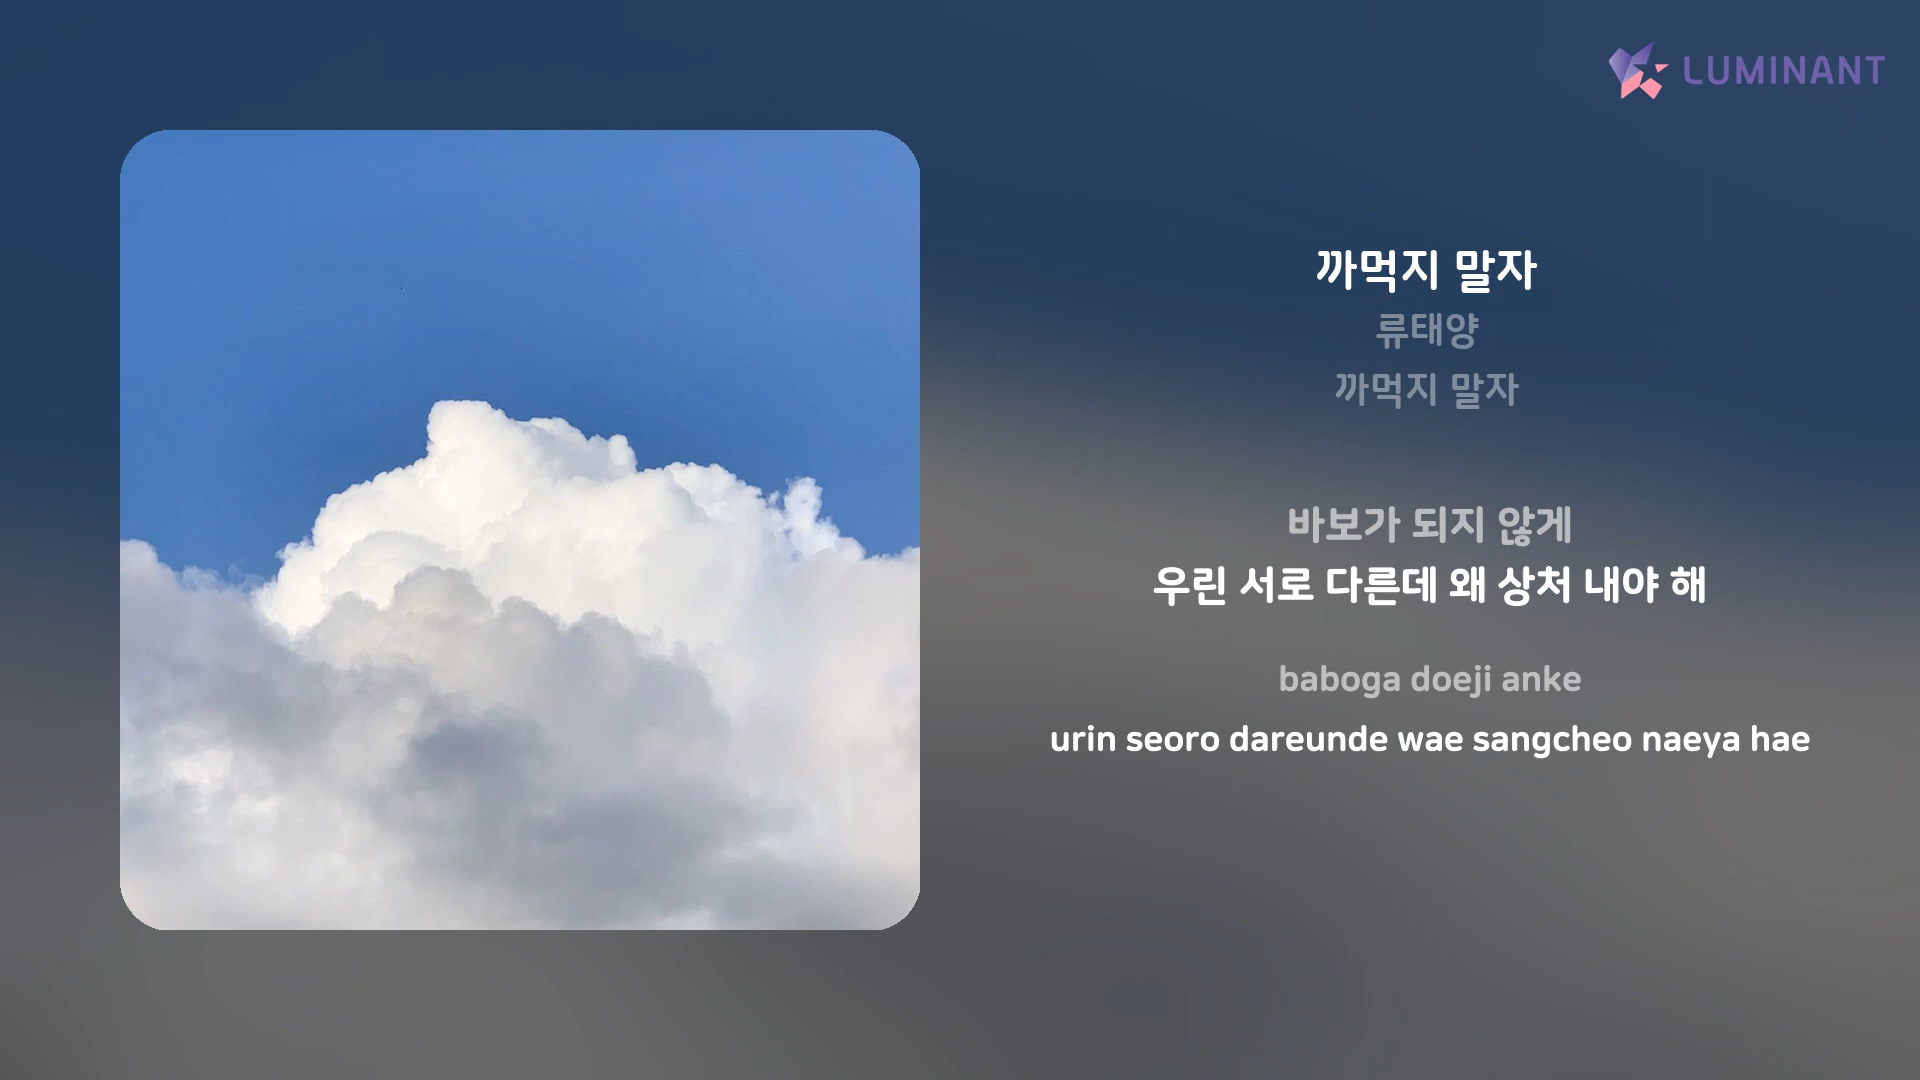 LUMINANT
까먹지 말자
류태양
까먹지 말자
바보가 되지 않게
우린 서로 다른데 왜 상처 내야 해
baboga doeji anke
urin seoro dareunde wae sangcheo naeya hae